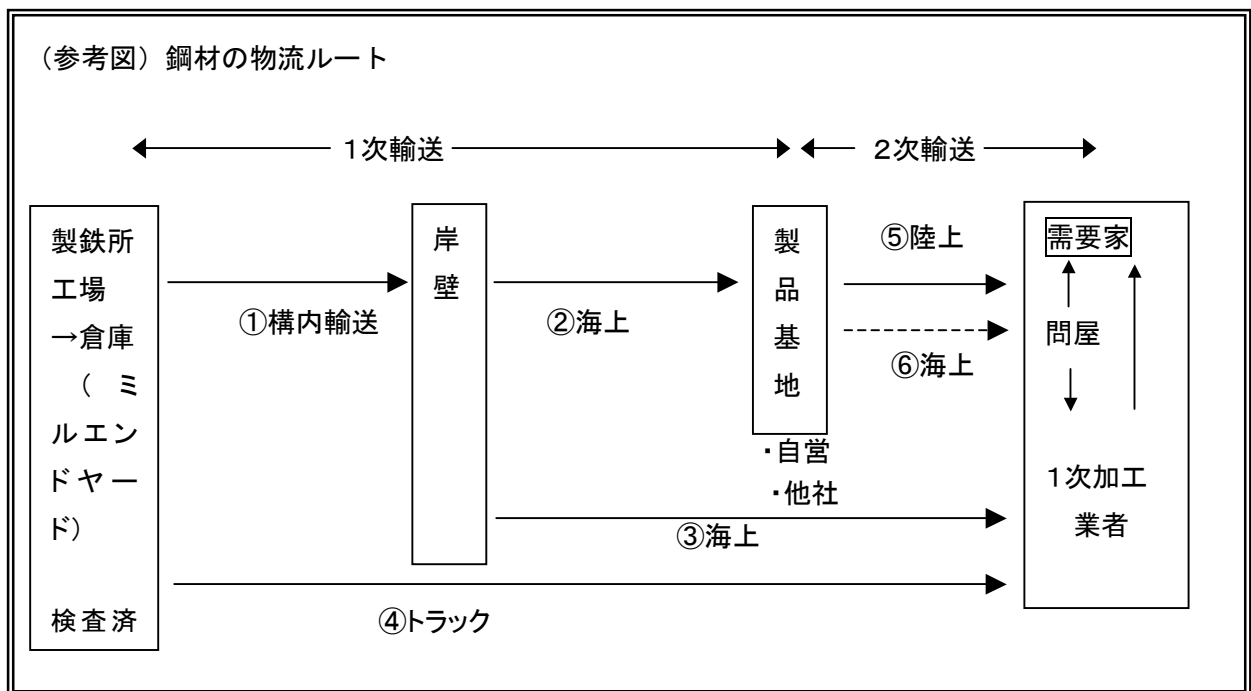 （参考図）鋼材の物流ルート
１次輸送
２次輸送
製鉄所
工場
→倉庫
（ミ
ルエン
ドヤー
ド）
検査済
①構内輸送
岸
壁
②海上
製
品
基
地
・自営
・他社
⑤陸上
⑥海上
③海上
④トラック
需要家
問屋
１次加工
業者